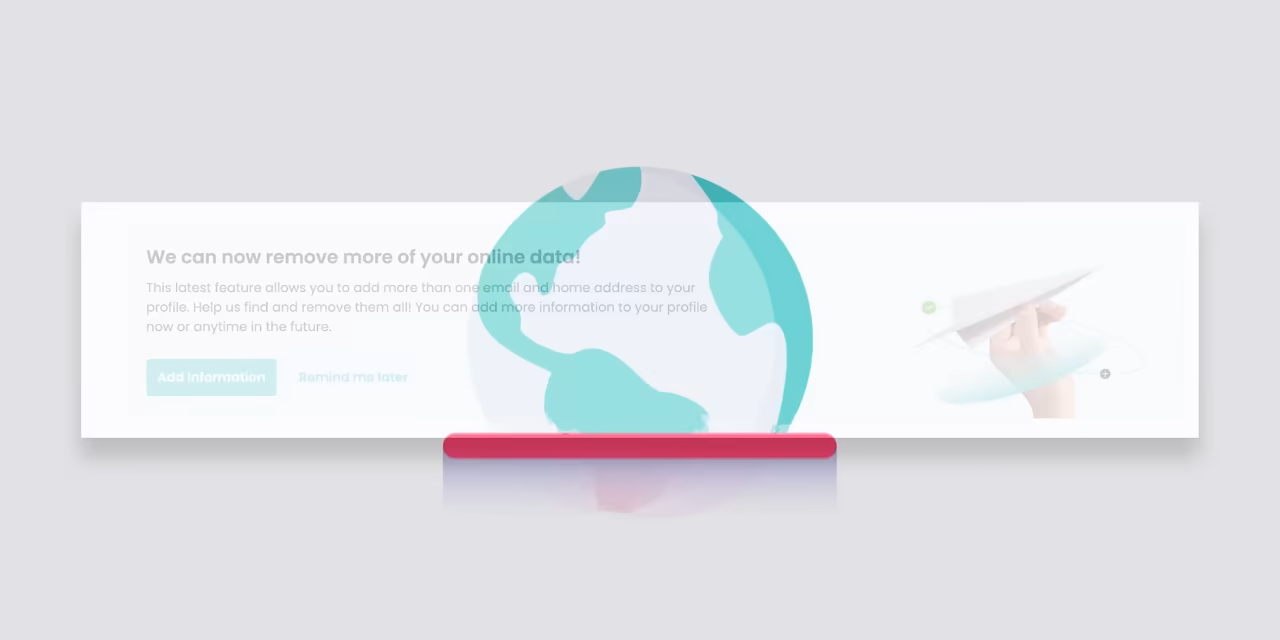 We can now remove more of your online data!
This latest feature allows you to add more than one email and home address to your
profile. Help us find and remove them all! You can add more information to your profile
now or anytime in the future.
Add Information
Remind me later